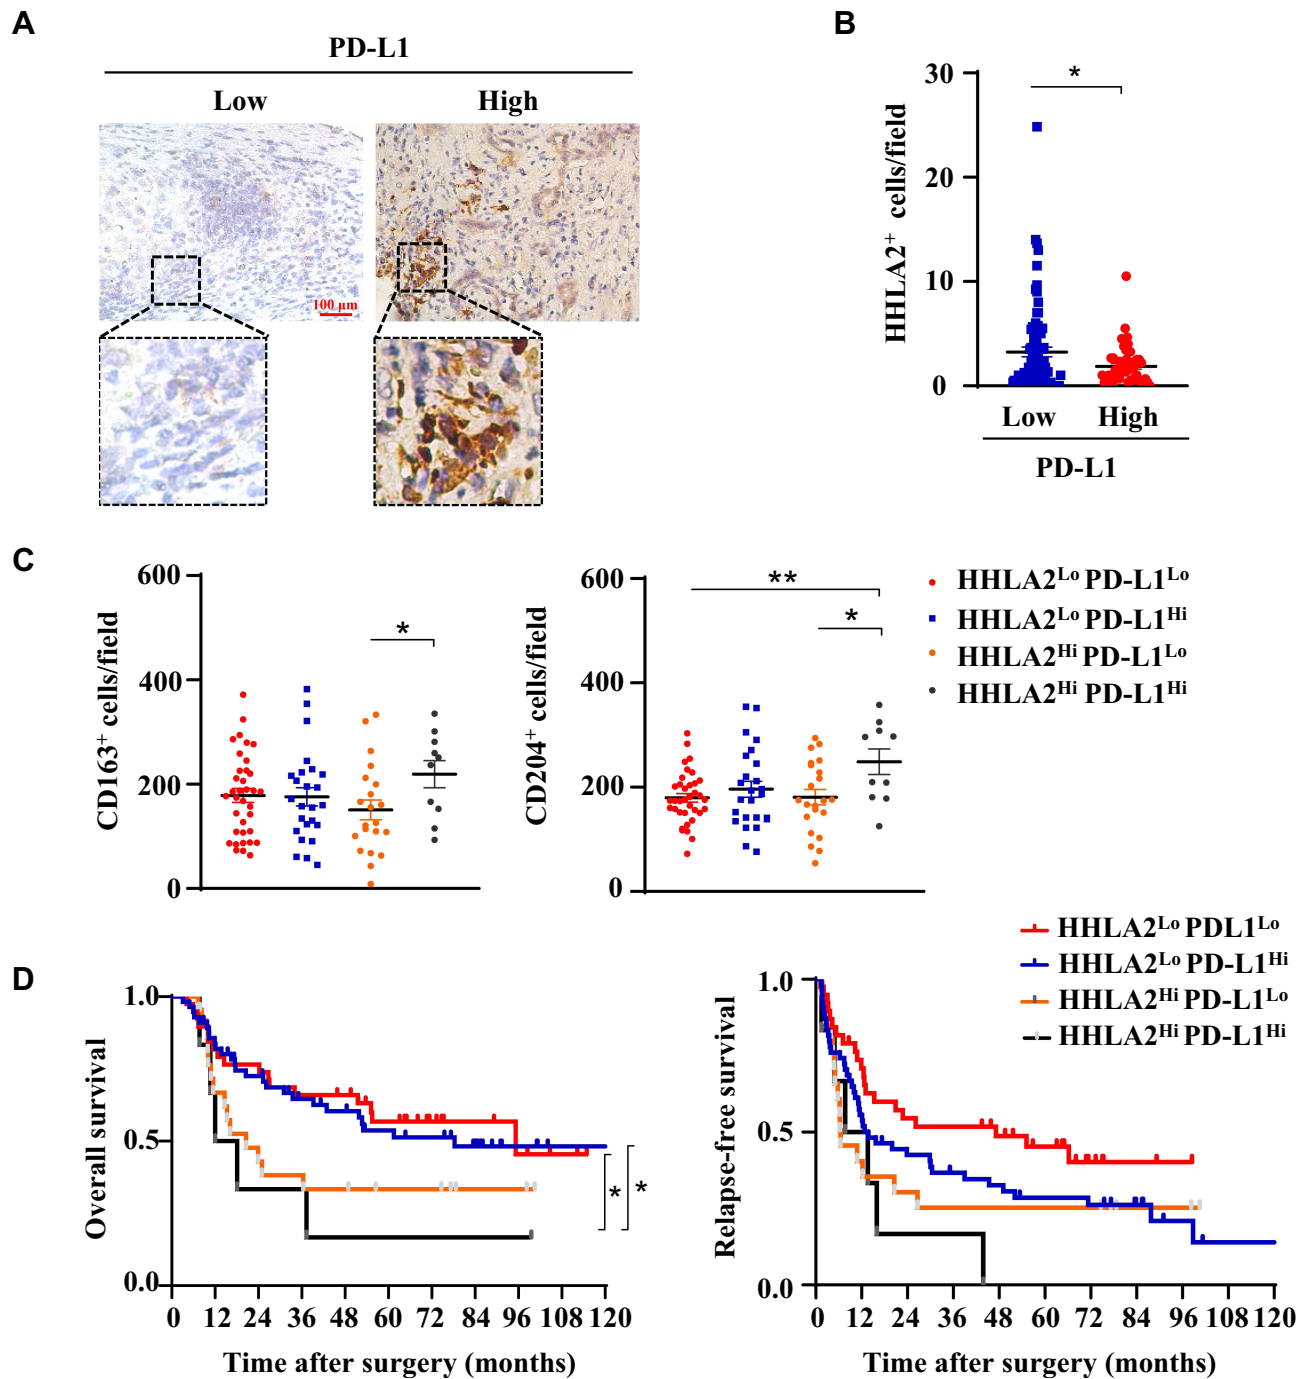 A
PD-L1
Low High
100 μm
B
30
20
10
0
HHLA2⁺ cells/field
*
Low High
PD-L1
C
600
400
200
0
CD163⁺ cells/field
*
600
400
200
0
CD204⁺ cells/field
**
*
HHLA2ᴸᵒ PD-L1ᴸᵒ
HHLA2ᴸᵒ PD-L1ᴴⁱ
HHLA2ᴴⁱ PD-L1ᴸᵒ
HHLA2ᴴⁱ PD-L1ᴴⁱ
D
HHLA2ᴸᵒ PDL1ᴸᵒ
HHLA2ᴸᵒ PD-L1ᴴⁱ
HHLA2ᴴⁱ PD-L1ᴸᵒ
HHLA2ᴴⁱ PD-L1ᴴⁱ
1.0
0.5
0.0
Overall survival
* *
0 12 24 36 48 60 72 84 96 108 120
Time after surgery (months)
1.0
0.5
0.0
Relapse-free survival
0 12 24 36 48 60 72 84 96 108 120
Time after surgery (months)